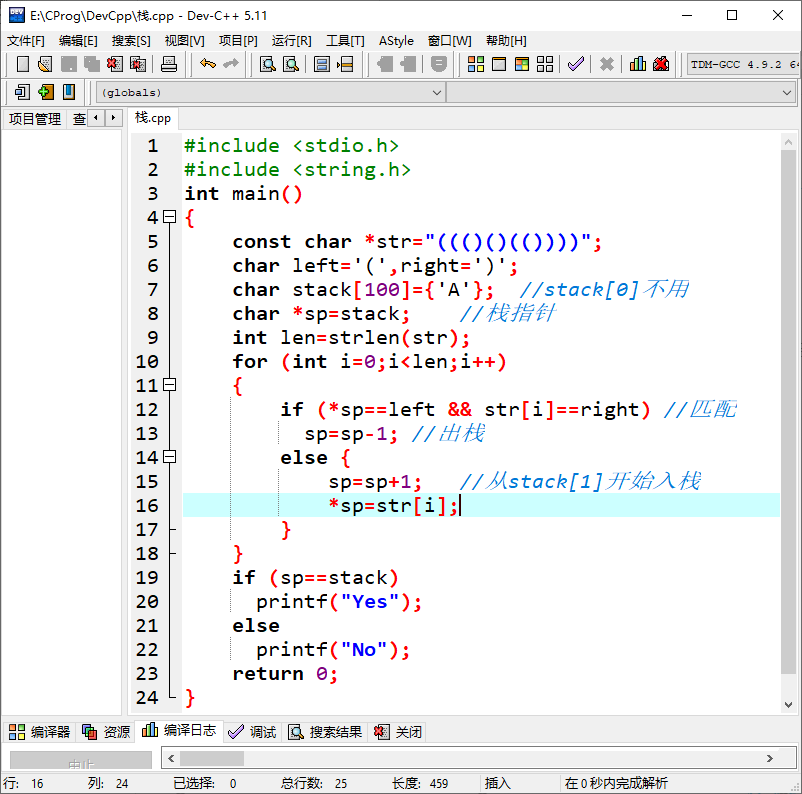 E:\CProg\DevCpp\栈.cpp - Dev-C++ 5.11
文件[F] 编辑[E] 搜索[S] 视图[V] 项目[P] 运行[R] 工具[T] AStyle 窗口[W] 帮助[H]
TDM-GCC 4.9.2 64
(globals)
项目管理 查
栈.cpp
1 #include <stdio.h>
2 #include <string.h>
3 int main()
4 {
5 const char *str="((()()(())))";
6 char left='(',right=')';
7 char stack[100]={'A'}; //stack[0]不用
8 char *sp=stack; //栈指针
9 int len=strlen(str);
10 for (int i=0;i<len;i++)
11 {
12 if (*sp==left && str[i]==right) //匹配
13 sp=sp-1; //出栈
14 else {
15 sp=sp+1; //从stack[1]开始入栈
16 *sp=str[i];
17 }
18 }
19 if (sp==stack)
20 printf("Yes");
21 else
22 printf("No");
23 return 0;
24 }
编译器 资源 编译日志 调试 搜索结果 关闭
中止
行: 16 列: 24 已选择: 0 总行数: 25 长度: 459 插入 在 0 秒内完成解析